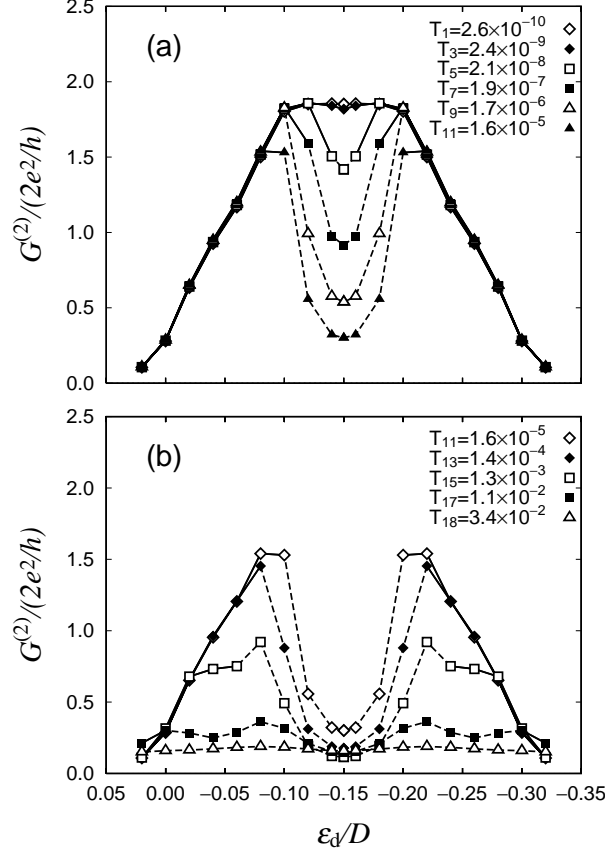 (a)
T₁=2.6×10⁻¹⁰
T₃=2.4×10⁻⁹
T₅=2.1×10⁻⁸
T₇=1.9×10⁻⁷
T₉=1.7×10⁻⁶
T₁₁=1.6×10⁻⁵
2.5
2.0
1.5
1.0
0.5
0.0
G⁽²⁾/(2e²/h)
(b)
T₁₁=1.6×10⁻⁵
T₁₃=1.4×10⁻⁴
T₁₅=1.3×10⁻³
T₁₇=1.1×10⁻²
T₁₈=3.4×10⁻²
2.5
2.0
1.5
1.0
0.5
0.0
G⁽²⁾/(2e²/h)
0.05 0.00 −0.05 −0.10 −0.15 −0.20 −0.25 −0.30 −0.35
ε_d/D